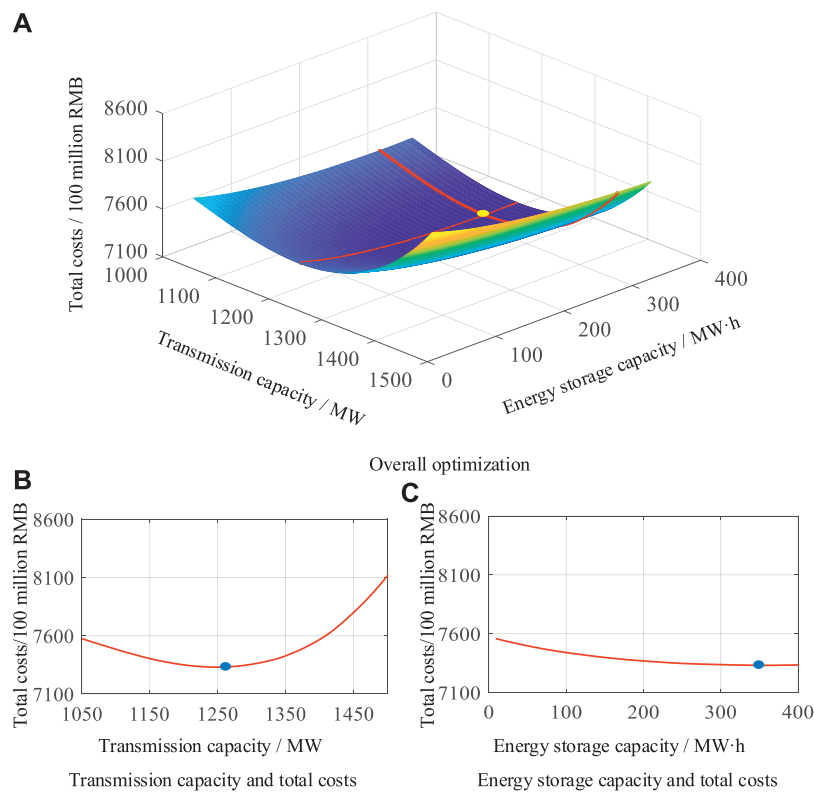 A
Total costs / 100 million RMB
8600
8100
7600
7100
1000
1100
1200
1300
1400
1500
Transmission capacity / MW
0
100
200
300
400
Energy storage capacity / MW·h
Overall optimization
B
Total costs/100 million RMB
8600
8100
7600
7100
1050 1150 1250 1350 1450
Transmission capacity / MW
Transmission capacity and total costs
C
Total costs/100 million RMB
8600
8100
7600
7100
0 100 200 300 400
Energy storage capacity / MW·h
Energy storage capacity and total costs